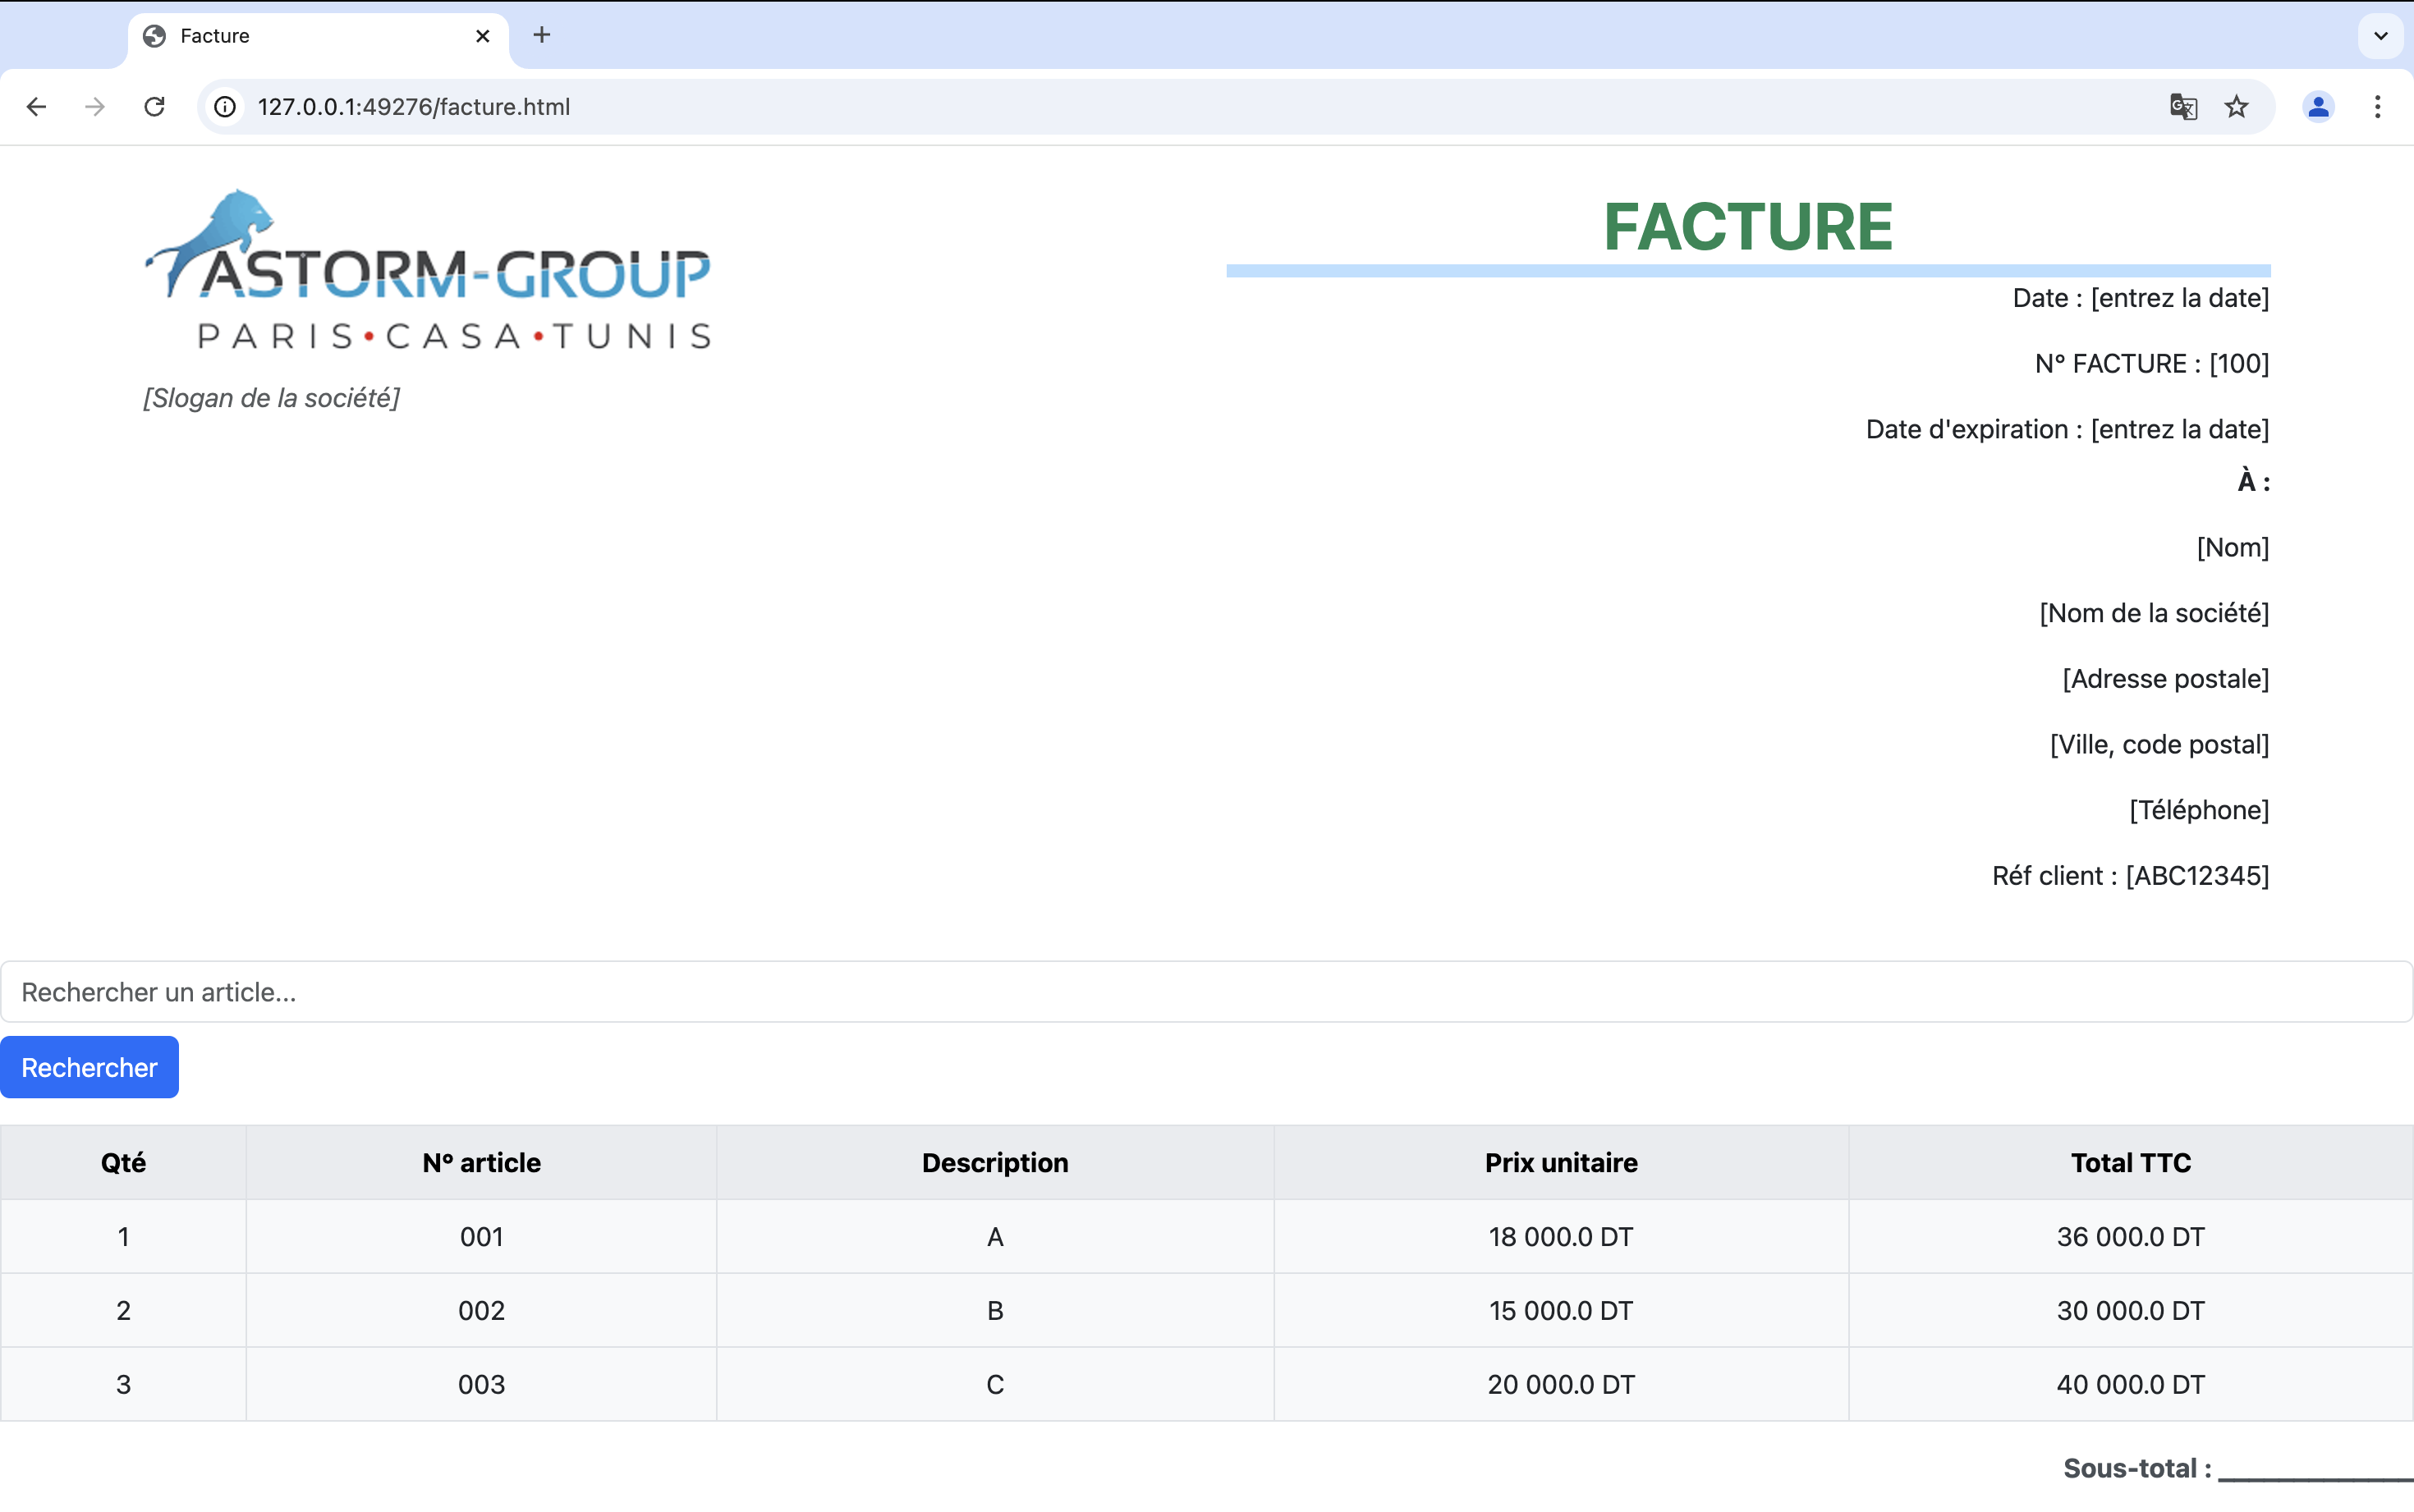 Facture
127.0.0.1:49276/facture.html
ASTORM-GROUP
PARIS•CASA•TUNIS
[Slogan de la société]
FACTURE
Date : [entrez la date]
N° FACTURE : [100]
Date d'expiration : [entrez la date]
À :
[Nom]
[Nom de la société]
[Adresse postale]
[Ville, code postal]
[Téléphone]
Réf client : [ABC12345]
Rechercher un article...
Rechercher
Qté N° article Description Prix unitaire Total TTC
1 001 A 18 000.0 DT 36 000.0 DT
2 002 B 15 000.0 DT 30 000.0 DT
3 003 C 20 000.0 DT 40 000.0 DT
Sous-total : ______________